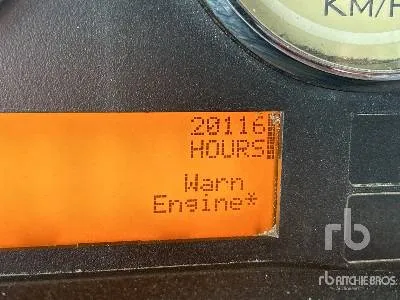 KM/H
20116
HOURS
Warn
Engine*
rb
rb RITCHIE BROS.